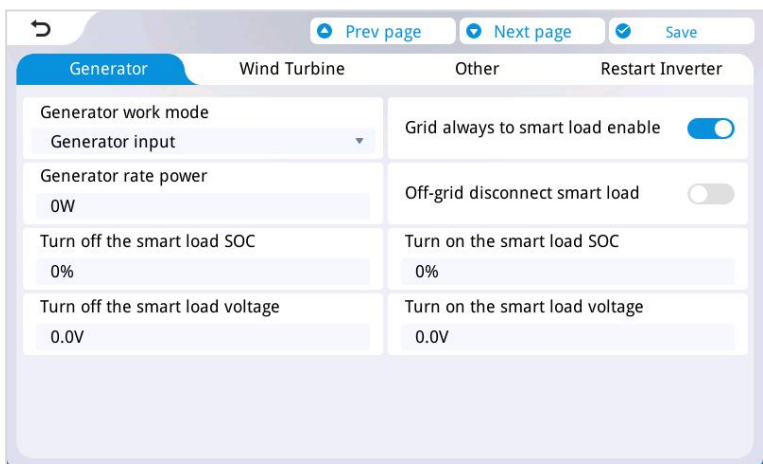 Prev page
Next page
Save
Generator
Wind Turbine
Other
Restart Inverter
Generator work mode
Generator input
Grid always to smart load enable
Generator rate power
0W
Off-grid disconnect smart load
Turn off the smart load SOC
0%
Turn on the smart load SOC
0%
Turn off the smart load voltage
0.0V
Turn on the smart load voltage
0.0V